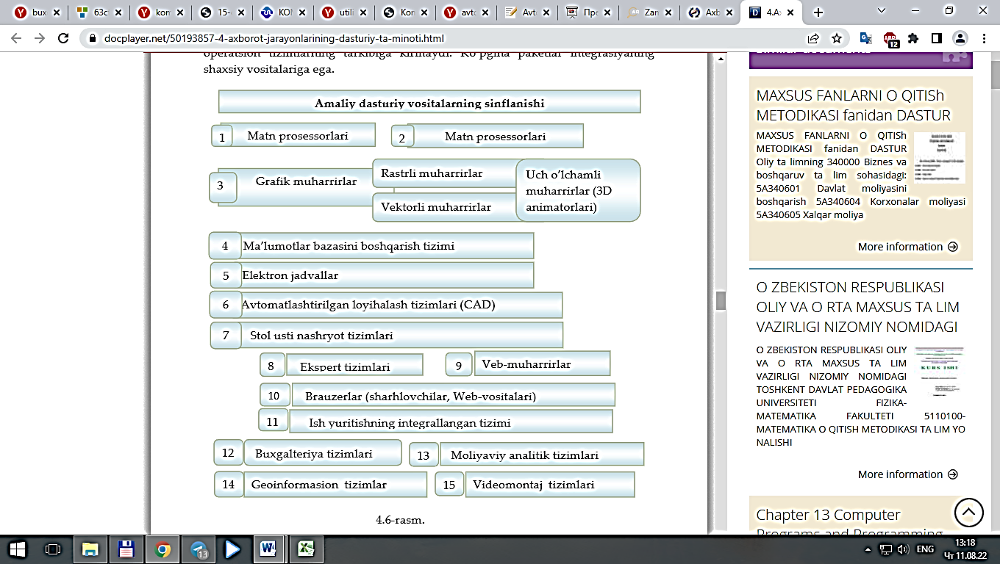 bux
63c
kom
15-
KON
utili
Kor
avto
Avt
Пре
Zar
Axb
4.A
docplayer.net/50193857-4-axborot-jarayonlarining-dasturiy-ta-minoti.html
12
operatsion tizimlarning tarkibiga kiritiaydi. Ko'pgina paketlar integrasiyaning
shaxsiy vositalariga ega.
Amaliy dasturiy vositalarning sinflanishi
1 Matn prosessorlari 2 Matn prosessorlari
3 Grafik muharrirlar
Rastrli muharrirlar
Vektorli muharrirlar
Uch o'lchamli
muharrirlar (3D
animatorlari)
4 Ma'lumotlar bazasini boshqarish tizimi
5 Elektron jadvallar
6 Avtomatlashtirilgan loyihalash tizimlari (CAD)
7 Stol usti nashryot tizimlari
8 Ekspert tizimlari 9 Veb-muharrirlar
10 Brauzerlar (sharhlovchilar, Web-vositalari)
11 Ish yuritishning integrallangan tizimi
12 Buxgalteriya tizimlari 13 Moliyaviy analitik tizimlari
14 Geoinformasion tizimlar 15 Videomontaj tizimlari
4.6-rasm.
MAXSUS FANLARNI O QITISh
METODIKASI fanidan DASTUR
MAXSUS FANLARNI O QITISh
METODIKASI fanidan DASTUR
Oliy ta limning 340000 Biznes va
boshqaruv ta lim sohasidagi:
5A340601 Davlat moliyasini
boshqarish 5A340604 Korxonalar moliyasi
5A340605 Xalqar moliya
More information
O ZBEKISTON RESPUBLIKASI
OLIY VA O RTA MAXSUS TA LIM
VAZIRLIGI NIZOMIY NOMIDAGI
O ZBEKISTON RESPUBLIKASI OLIY
VA O RTA MAXSUS TA LIM
VAZIRLIGI NIZOMIY NOMIDAGI
TOSHKENT DAVLAT PEDAGOGIKA
UNIVERSITETI FIZIKA-
MATEMATIKA FAKULTETI 5110100-
MATEMATIKA O QITISH METODIKASI TA LIM YO
NALISHI
KURS ISHI
More information
Chapter 13 Computer
Programs and Programming
13
ENG
13:18
Чт 11.08.22